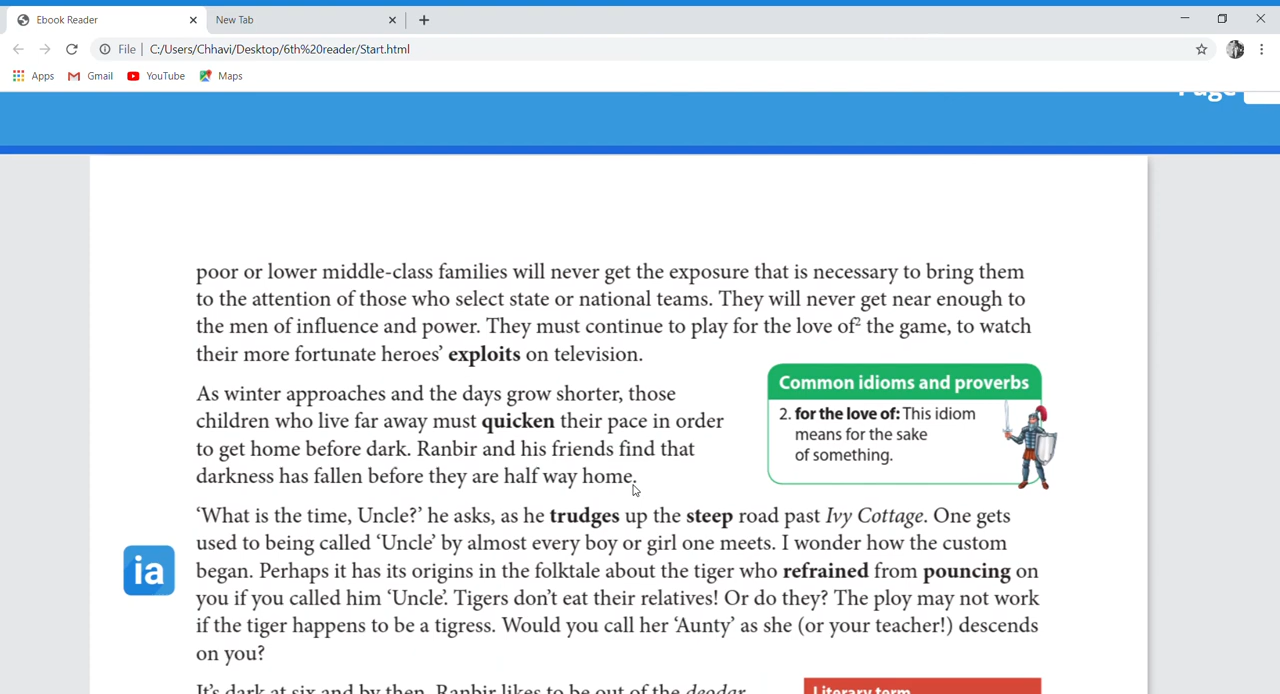 Ebook Reader
New Tab
File
C:/Users/Chhavi/Desktop/6th%20reader/Start.html
Apps
Gmail
YouTube
Maps
Page
poor or lower middle-class families will never get the exposure that is necessary to bring them
to the attention of those who select state or national teams. They will never get near enough to
the men of influence and power. They must continue to play for the love of² the game, to watch
their more fortunate heroes’ exploits on television.
As winter approaches and the days grow shorter, those
children who live far away must quicken their pace in order
to get home before dark. Ranbir and his friends find that
darkness has fallen before they are half way home.
Common idioms and proverbs
2. for the love of: This idiom
means for the sake
of something.
‘What is the time, Uncle?’ he asks, as he trudges up the steep road past Ivy Cottage. One gets
used to being called ‘Uncle’ by almost every boy or girl one meets. I wonder how the custom
began. Perhaps it has its origins in the folktale about the tiger who refrained from pouncing on
you if you called him ‘Uncle’. Tigers don’t eat their relatives! Or do they? The ploy may not work
if the tiger happens to be a tigress. Would you call her ‘Aunty’ as she (or your teacher!) descends
on you?
ia
It’s dark at six and by then, Ranbir likes to be out of the deodar
Literary term